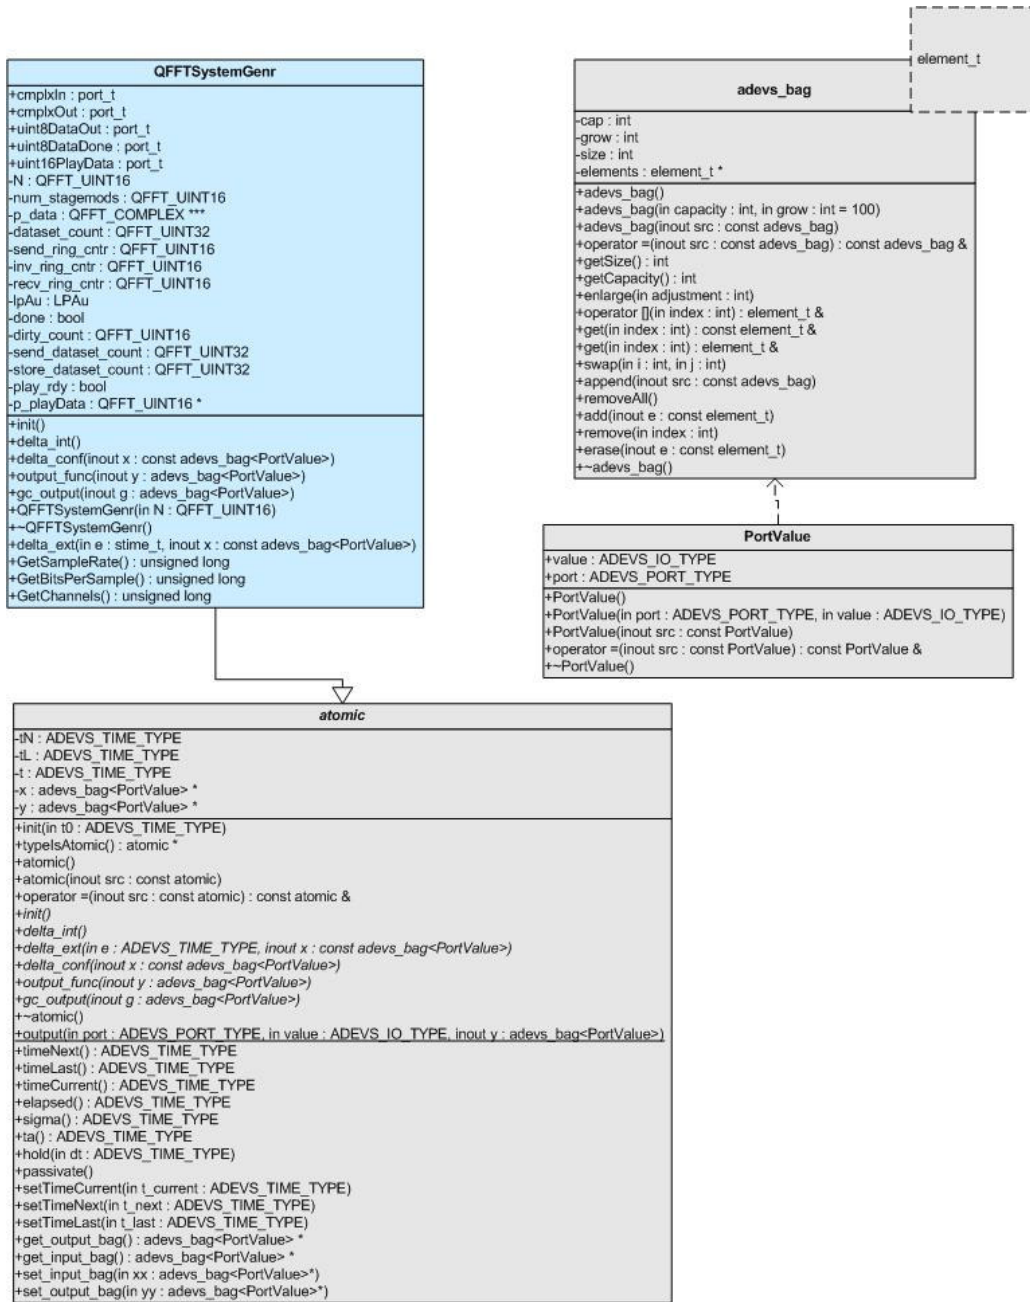 QFFTSystemGenr
+cmplxIn : port_t
+cmplxOut : port_t
+uint8DataOut : port_t
+uint8DataDone : port_t
+uint16PlayData : port_t
-N : QFFT_UINT16
-num_stagemods : QFFT_UINT16
-p_data : QFFT_COMPLEX ***
-dataset_count : QFFT_UINT32
-send_ring_cntr : QFFT_UINT16
-inv_ring_cntr : QFFT_UINT16
-recv_ring_cntr : QFFT_UINT16
-lpAu : LPAu
-done : bool
-dirty_count : QFFT_UINT16
-send_dataset_count : QFFT_UINT32
-store_dataset_count : QFFT_UINT32
-play_rdy : bool
-p_playData : QFFT_UINT16 *
+init()
+delta_int()
+delta_conf(inout x : const adevs_bag<PortValue>)
+output_func(inout y : adevs_bag<PortValue>)
+gc_output(inout g : adevs_bag<PortValue>)
+QFFTSystemGenr(in N : QFFT_UINT16)
+~QFFTSystemGenr()
+delta_ext(in e : stime_t, inout x : const adevs_bag<PortValue>)
+GetSampleRate() : unsigned long
+GetBitsPerSample() : unsigned long
+GetChannels() : unsigned long
element_t
adevs_bag
-cap : int
-grow : int
-size : int
-elements : element_t *
+adevs_bag()
+adevs_bag(in capacity : int, in grow : int = 100)
+adevs_bag(inout src : const adevs_bag)
+operator =(inout src : const adevs_bag) : const adevs_bag &
+getSize() : int
+getCapacity() : int
+enlarge(in adjustment : int)
+operator [](in index : int) : element_t &
+get(in index : int) : const element_t &
+get(in index : int) : element_t &
+swap(in i : int, in j : int)
+append(inout src : const adevs_bag)
+removeAll()
+add(inout e : const element_t)
+remove(in index : int)
+erase(inout e : const element_t)
+~adevs_bag()
PortValue
+value : ADEVS_IO_TYPE
+port : ADEVS_PORT_TYPE
+PortValue()
+PortValue(in port : ADEVS_PORT_TYPE, in value : ADEVS_IO_TYPE)
+PortValue(inout src : const PortValue)
+operator =(inout src : const PortValue) : const PortValue &
+~PortValue()
atomic
-tN : ADEVS_TIME_TYPE
-tL : ADEVS_TIME_TYPE
-t : ADEVS_TIME_TYPE
-x : adevs_bag<PortValue> *
-y : adevs_bag<PortValue> *
+init(in t0 : ADEVS_TIME_TYPE)
+typeIsAtomic() : atomic *
+atomic()
+atomic(inout src : const atomic)
+operator =(inout src : const atomic) : const atomic &
+init()
+delta_int()
+delta_ext(in e : ADEVS_TIME_TYPE, inout x : const adevs_bag<PortValue>)
+delta_conf(inout x : const adevs_bag<PortValue>)
+output_func(inout y : adevs_bag<PortValue>)
+gc_output(inout g : adevs_bag<PortValue>)
+~atomic()
+output(in port : ADEVS_PORT_TYPE, in value : ADEVS_IO_TYPE, inout y : adevs_bag<PortValue>)
+timeNext() : ADEVS_TIME_TYPE
+timeLast() : ADEVS_TIME_TYPE
+timeCurrent() : ADEVS_TIME_TYPE
+elapsed() : ADEVS_TIME_TYPE
+sigma() : ADEVS_TIME_TYPE
+ta() : ADEVS_TIME_TYPE
+hold(in dt : ADEVS_TIME_TYPE)
+passivate()
+setTimeCurrent(in t_current : ADEVS_TIME_TYPE)
+setTimeNext(in t_next : ADEVS_TIME_TYPE)
+setTimeLast(in t_last : ADEVS_TIME_TYPE)
+get_output_bag() : adevs_bag<PortValue> *
+get_input_bag() : adevs_bag<PortValue> *
+set_input_bag(in xx : adevs_bag<PortValue>*)
+set_output_bag(in yy : adevs_bag<PortValue>*)